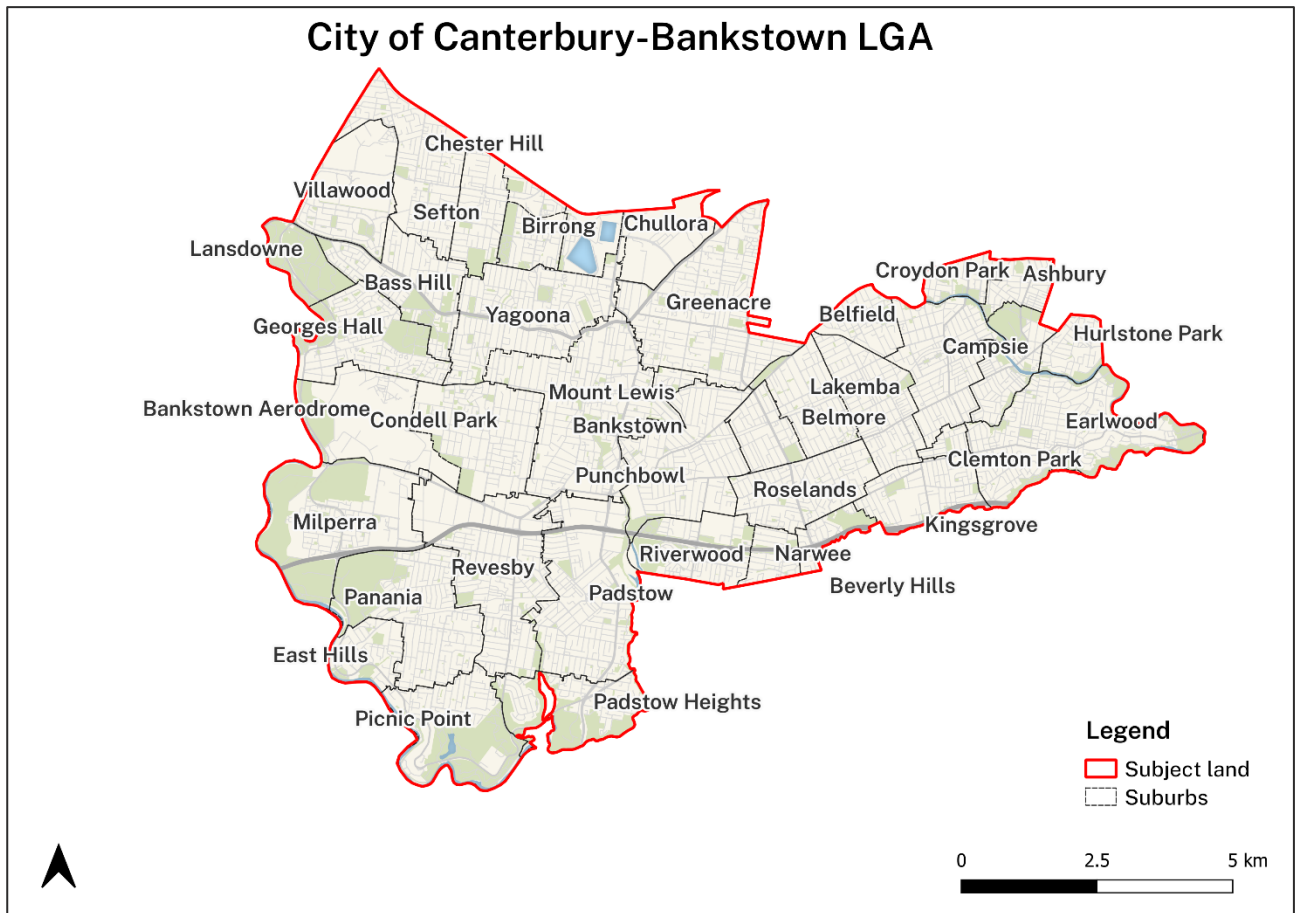 City of Canterbury-Bankstown LGA
Chester Hill
Villawood
Sefton
Birrong
Chullora
Lansdowne
Bass Hill
Croydon Park
Ashbury
Yagoona
Greenacre
Belfield
Georges Hall
Hurlstone Park
Campsie
Mount Lewis
Lakemba
Bankstown Aerodrome
Condell Park
Bankstown
Belmore
Earlwood
Clemton Park
Punchbowl
Roselands
Milperra
Kingsgrove
Riverwood
Narwee
Revesby
Beverly Hills
Panania
Padstow
East Hills
Padstow Heights
Picnic Point
Legend
Subject land
Suburbs
0 2.5 5 km